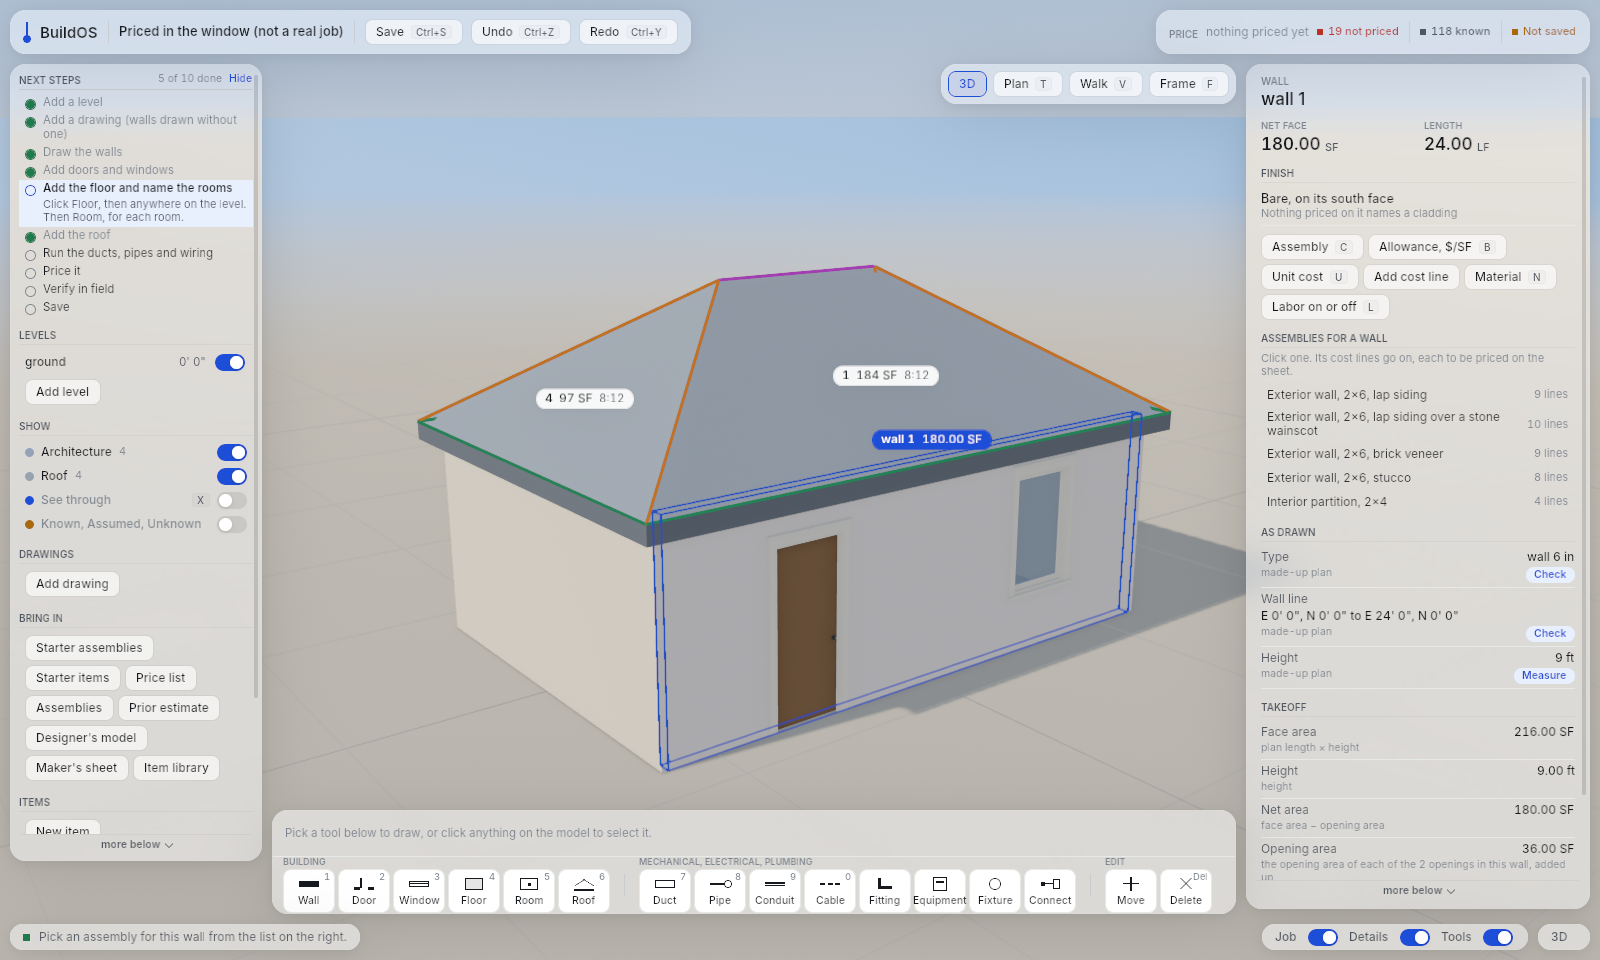 BuildOS
Priced in the window (not a real job)
Save Ctrl+S
Undo Ctrl+Z
Redo Ctrl+Y
PRICE nothing priced yet 19 not priced 118 known Not saved
NEXT STEPS 5 of 10 done Hide
Add a level
Add a drawing (walls drawn without
one)
Draw the walls
Add doors and windows
Add the floor and name the rooms
Click Floor, then anywhere on the level.
Then Room, for each room.
Add the roof
Run the ducts, pipes and wiring
Price it
Verify in field
Save
LEVELS
ground 0' 0"
Add level
SHOW
Architecture 4
Roof 4
See through X
Known, Assumed, Unknown
DRAWINGS
Add drawing
BRING IN
Starter assemblies
Starter items Price list
Assemblies Prior estimate
Designer's model
Maker's sheet Item library
ITEMS
New item
more below
3D Plan T Walk V Frame F
4 97 SF 8:12
1 184 SF 8:12
wall 1 180.00 SF
WALL
wall 1
NET FACE LENGTH
180.00 SF 24.00 LF
FINISH
Bare, on its south face
Nothing priced on it names a cladding
Assembly C Allowance, $/SF B
Unit cost U Add cost line Material N
Labor on or off L
ASSEMBLIES FOR A WALL
Click one. Its cost lines go on, each to be priced on the
sheet.
Exterior wall, 2×6, lap siding 9 lines
Exterior wall, 2×6, lap siding over a stone
wainscot 10 lines
Exterior wall, 2×6, brick veneer 9 lines
Exterior wall, 2×6, stucco 8 lines
Interior partition, 2×4 4 lines
AS DRAWN
Type wall 6 in
made-up plan Check
Wall line
E 0' 0", N 0' 0" to E 24' 0", N 0' 0"
made-up plan Check
Height 9 ft
made-up plan Measure
TAKEOFF
Face area 216.00 SF
plan length × height
Height 9.00 ft
height
Net area 180.00 SF
face area − opening area
Opening area 36.00 SF
the opening area of each of the 2 openings in this wall, added
up
more below
Pick a tool below to draw, or click anything on the model to select it.
BUILDING MECHANICAL, ELECTRICAL, PLUMBING EDIT
1 2 3 4 5 6 7 8 9 0 Del
Wall Door Window Floor Room Roof Duct Pipe Conduit Cable Fitting Equipment Fixture Connect Move Delete
Pick an assembly for this wall from the list on the right.
Job Details Tools 3D